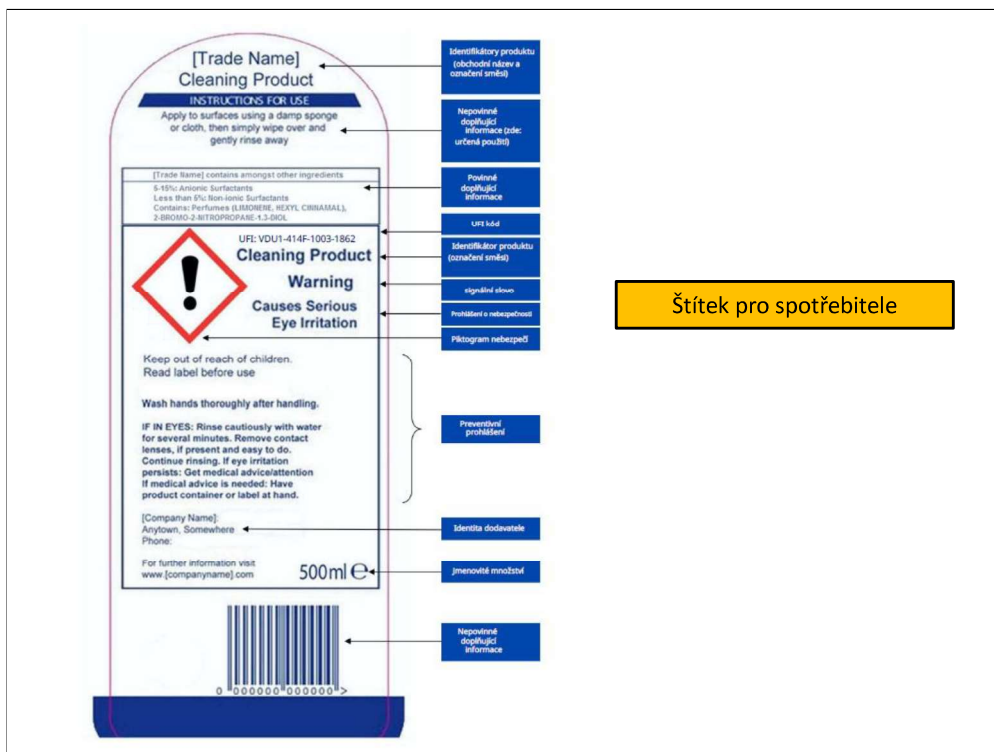 [Trade Name]
Cleaning Product
INSTRUCTIONS FOR USE
Apply to surfaces using a damp sponge
or cloth, then simply wipe over and
gently rinse away
[Trade Name] contains amongst other ingredients
5-15%: Anionic Surfactants
Less than 5%: Non-ionic Surfactants
Contains: Perfumes (LIMONENE, HEXYL CINNAMAL),
2-BROMO-2-NITROPROPANE-1.3-DIOL
UFI: VDU1-414F-1003-1862
Cleaning Product
Warning
Causes Serious
Eye Irritation
Keep out of reach of children.
Read label before use
Wash hands thoroughly after handling.
IF IN EYES: Rinse cautiously with water
for several minutes. Remove contact
lenses, if present and easy to do.
Continue rinsing. If eye irritation
persists: Get medical advice/attention
If medical advice is needed: Have
product container or label at hand.
[Company Name]:
Anytown, Somewhere
Phone:
For further information visit
www.[companyname].com
500ml ℮
0 000000 000000 >
Identifikátory produktu
(obchodní název a
označení směsi)
Nepovinné
doplňující
informace (zde:
určená použití)
Povinné
doplňující
informace
UFI kód
Identifikátor produktu
(označení směsi)
signální slovo
Prohlášení o nebezpečnosti
Piktogram nebezpečí
Preventivní
prohlášení
Identita dodavatele
Jmenovité množství
Nepovinné
doplňující
informace
Štítek pro spotřebitele